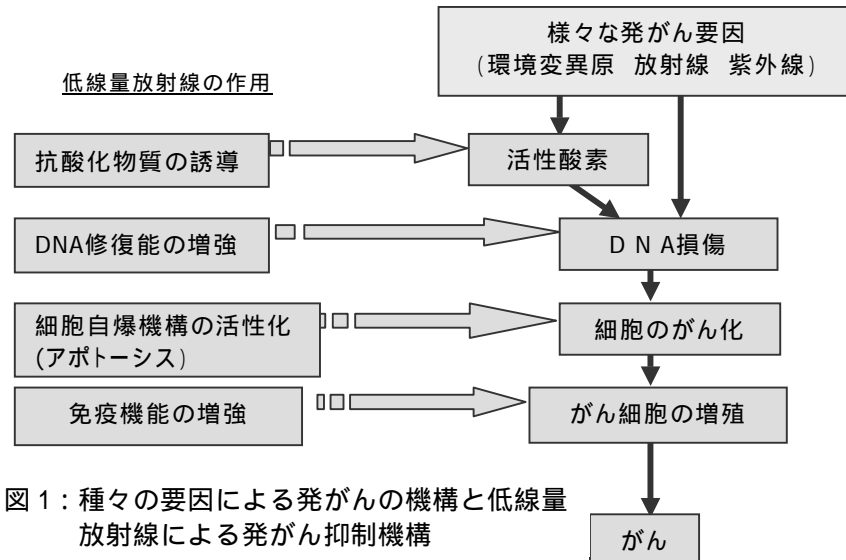 様々な発がん要因
(環境変異原 放射線 紫外線)
低線量放射線の作用
抗酸化物質の誘導
活性酸素
DNA修復能の増強
DNA損傷
細胞自爆機構の活性化
(アポトーシス)
細胞のがん化
免疫機能の増強
がん細胞の増殖
図1:種々の要因による発がんの機構と低線量
放射線による発がん抑制機構
がん